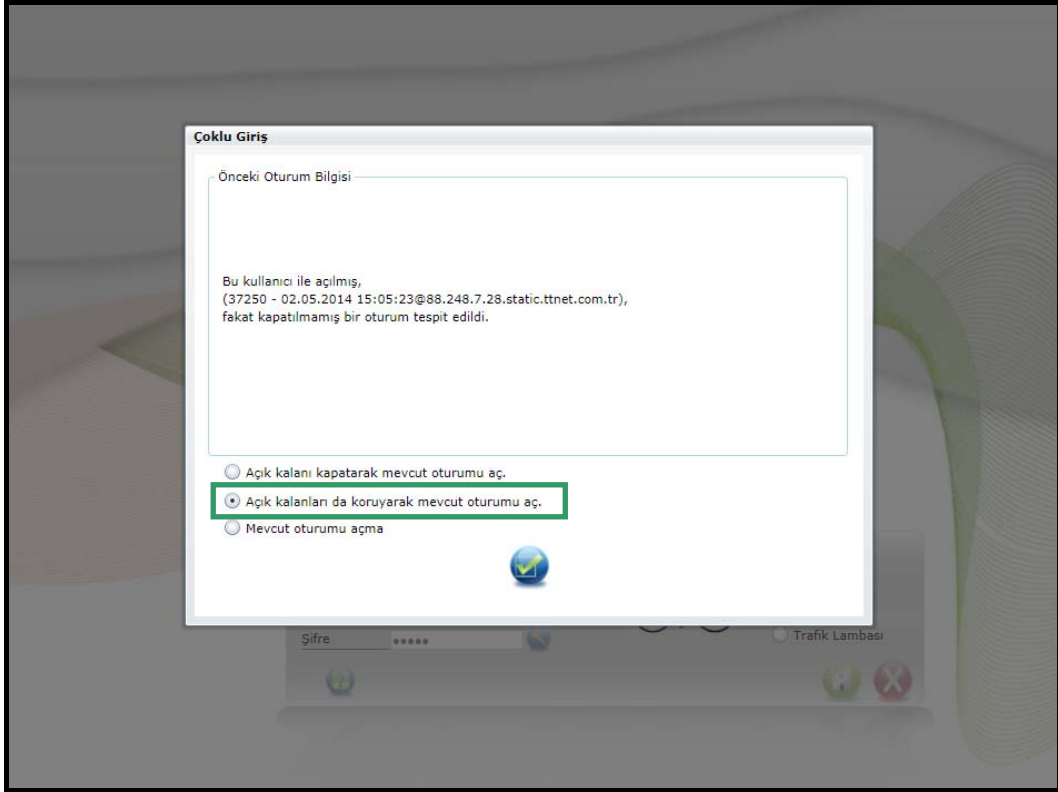 Çoklu Giriş
Önceki Oturum Bilgisi
Bu kullanıcı ile açılmış,
(37250 - 02.05.2014 15:05:23@88.248.7.28.static.ttnet.com.tr),
fakat kapatılmamış bir oturum tespit edildi.
Açık kalanı kapatarak mevcut oturumu aç.
Açık kalanları da koruyarak mevcut oturumu aç.
Mevcut oturumu açma
Şifre
Trafik Lambası